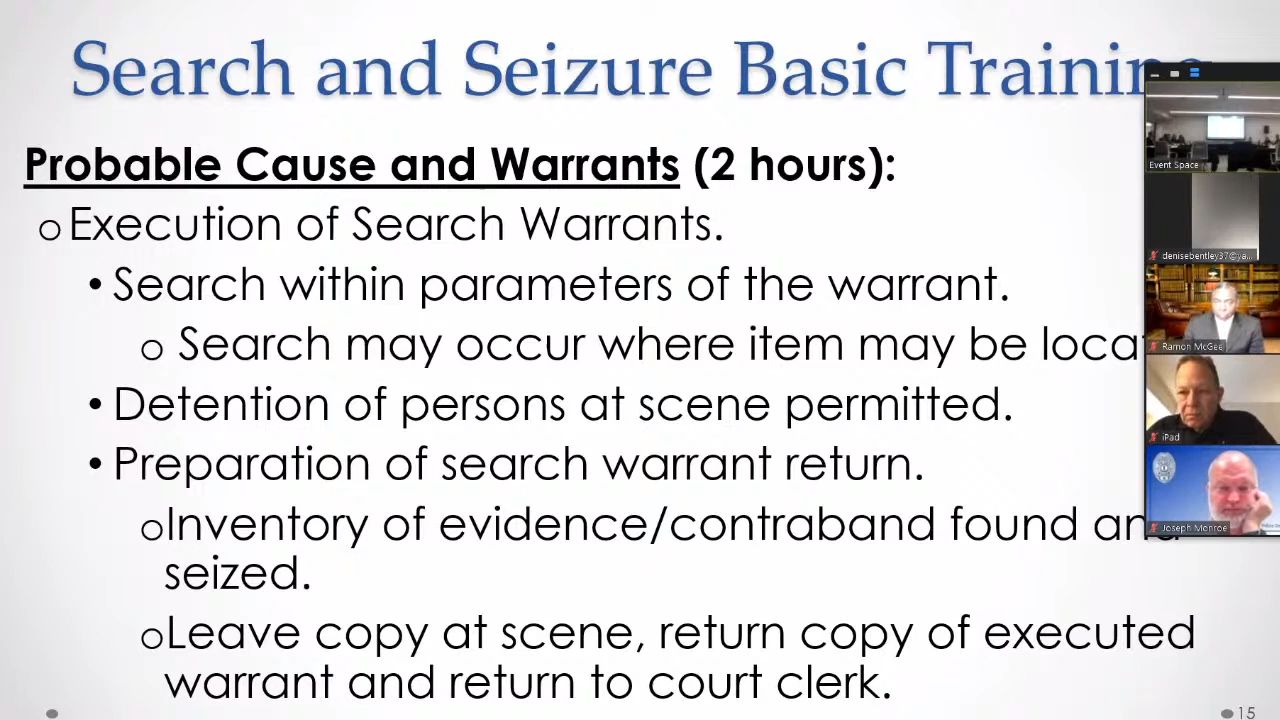 Search and Seizure Basic Training
Probable Cause and Warrants (2 hours):
o Execution of Search Warrants.
• Search within parameters of the warrant.
o Search may occur where item may be locat
• Detention of persons at scene permitted.
• Preparation of search warrant return.
o Inventory of evidence/contraband found and
seized.
o Leave copy at scene, return copy of executed
warrant and return to court clerk.
15
Event Space
denisebentley37@ya...
Ramon McGee
iPad
Joseph Monroe